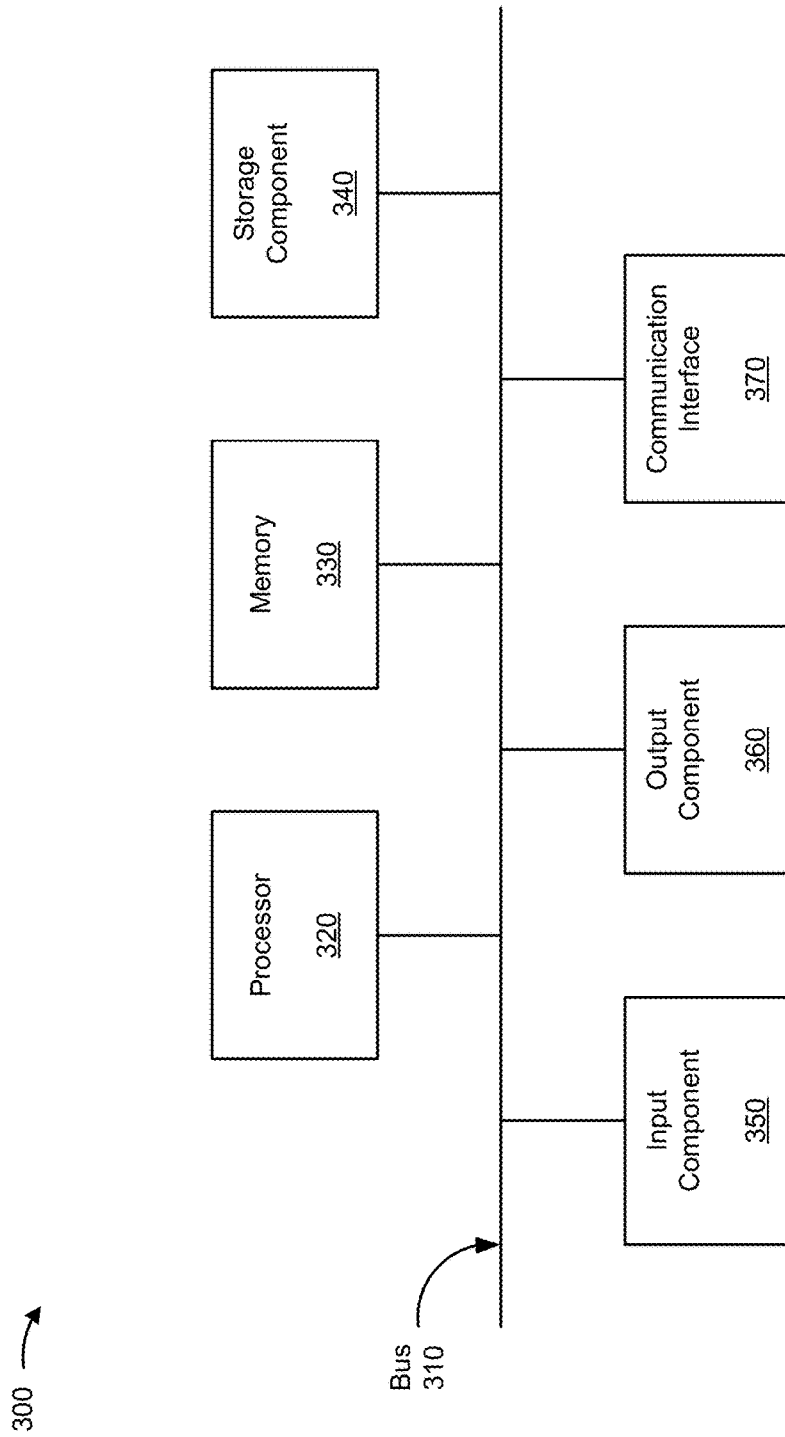 300
Bus
310
Processor
320
Memory
330
Storage
Component
340
Input
Component
350
Output
Component
360
Communication
Interface
370